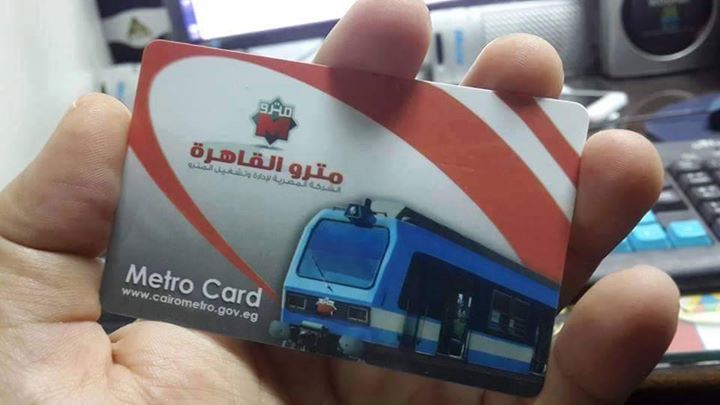 مترو
M
مترو القاهرة
الشركة المصرية لإدارة وتشغيل المترو
Metro Card
www.cairometro.gov.eg